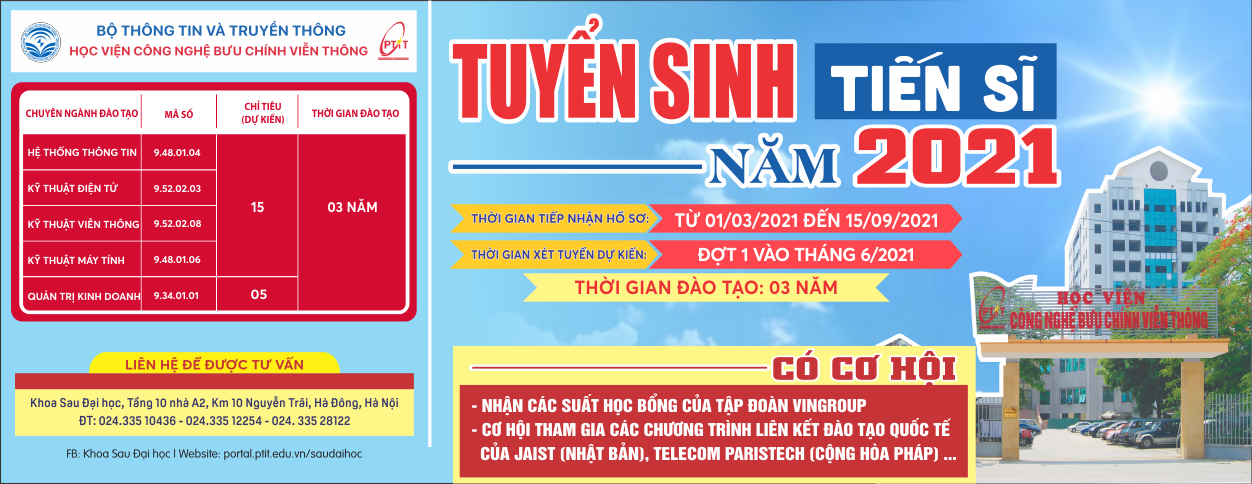 BỘ THÔNG TIN VÀ TRUYỀN THÔNG
HỌC VIỆN CÔNG NGHỆ BƯU CHÍNH VIỄN THÔNG
PTIT
CHUYÊN NGÀNH ĐÀO TẠO MÃ SỐ CHỈ TIÊU (DỰ KIẾN) THỜI GIAN ĐÀO TẠO
HỆ THỐNG THÔNG TIN 9.48.01.04
KỸ THUẬT ĐIỆN TỬ 9.52.02.03
15 03 NĂM
KỸ THUẬT VIỄN THÔNG 9.52.02.08
KỸ THUẬT MÁY TÍNH 9.48.01.06
QUẢN TRỊ KINH DOANH 9.34.01.01 05
LIÊN HỆ ĐỂ ĐƯỢC TƯ VẤN
Khoa Sau Đại học, Tầng 10 nhà A2, Km 10 Nguyễn Trãi, Hà Đông, Hà Nội
ĐT: 024.335 10436 - 024.335 12254 - 024. 335 28122
FB: Khoa Sau Đại học | Website: portal.ptit.edu.vn/saudaihoc
TUYỂN SINH TIẾN SĨ
NĂM 2021
THỜI GIAN TIẾP NHẬN HỒ SƠ: TỪ 01/03/2021 ĐẾN 15/09/2021
THỜI GIAN XÉT TUYỂN DỰ KIẾN: ĐỢT 1 VÀO THÁNG 6/2021
THỜI GIAN ĐÀO TẠO: 03 NĂM
CÓ CƠ HỘI
- NHẬN CÁC SUẤT HỌC BỔNG CỦA TẬP ĐOÀN VINGROUP
- CƠ HỘI THAM GIA CÁC CHƯƠNG TRÌNH LIÊN KẾT ĐÀO TẠO QUỐC TẾ
CỦA JAIST (NHẬT BẢN), TELECOM PARISTECH (CỘNG HÒA PHÁP) ...
PTIT
HỌC VIỆN
CÔNG NGHỆ BƯU CHÍNH VIỄN THÔNG